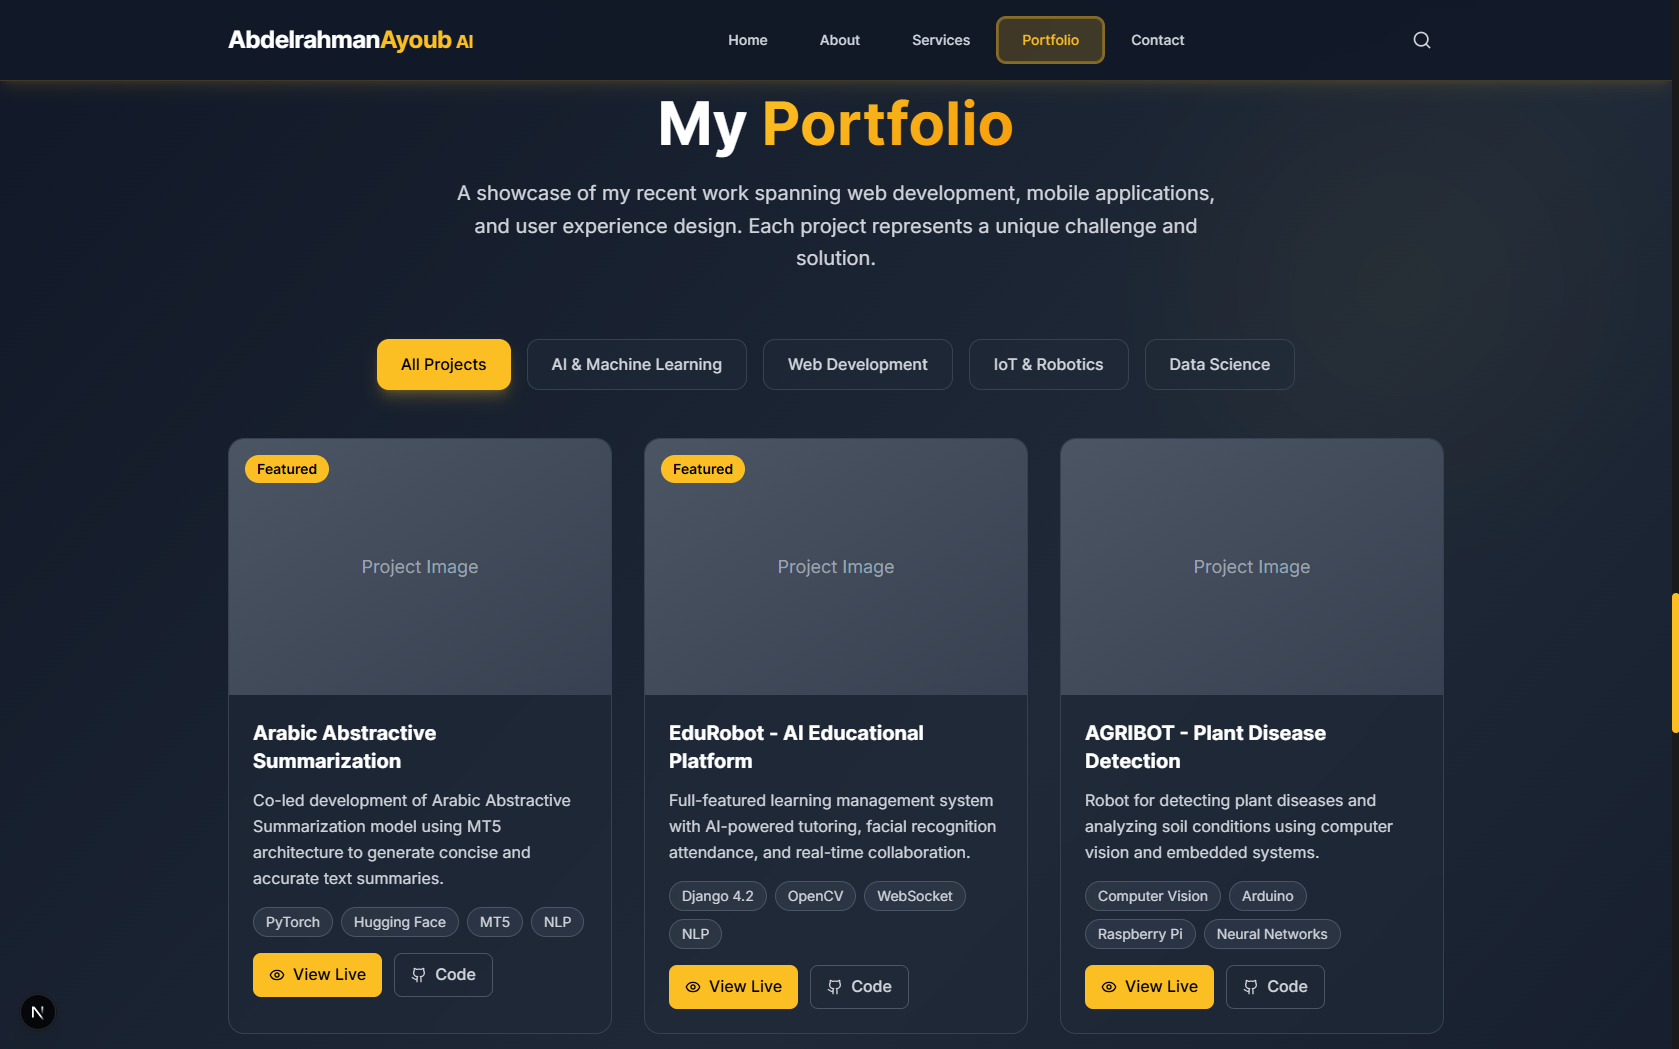 AbdelrahmanAyoub AI
Home
About
Services
Portfolio
Contact
My Portfolio
A showcase of my recent work spanning web development, mobile applications,
and user experience design. Each project represents a unique challenge and
solution.
All Projects
AI & Machine Learning
Web Development
IoT & Robotics
Data Science
Featured
Project Image
Arabic Abstractive
Summarization
Co-led development of Arabic Abstractive
Summarization model using MT5
architecture to generate concise and
accurate text summaries.
PyTorch
Hugging Face
MT5
NLP
View Live
Code
Featured
Project Image
EduRobot - AI Educational
Platform
Full-featured learning management system
with AI-powered tutoring, facial recognition
attendance, and real-time collaboration.
Django 4.2
OpenCV
WebSocket
NLP
View Live
Code
Project Image
AGRIBOT - Plant Disease
Detection
Robot for detecting plant diseases and
analyzing soil conditions using computer
vision and embedded systems.
Computer Vision
Arduino
Raspberry Pi
Neural Networks
View Live
Code
N